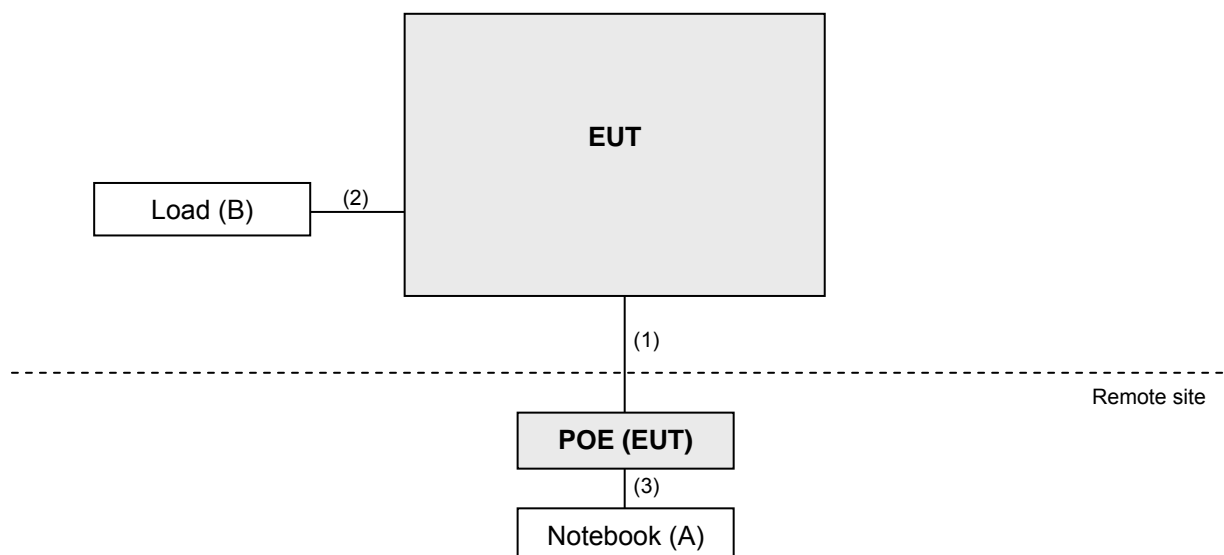 EUT
Load (B)
(2)
(1)
Remote site
POE (EUT)
(3)
Notebook (A)